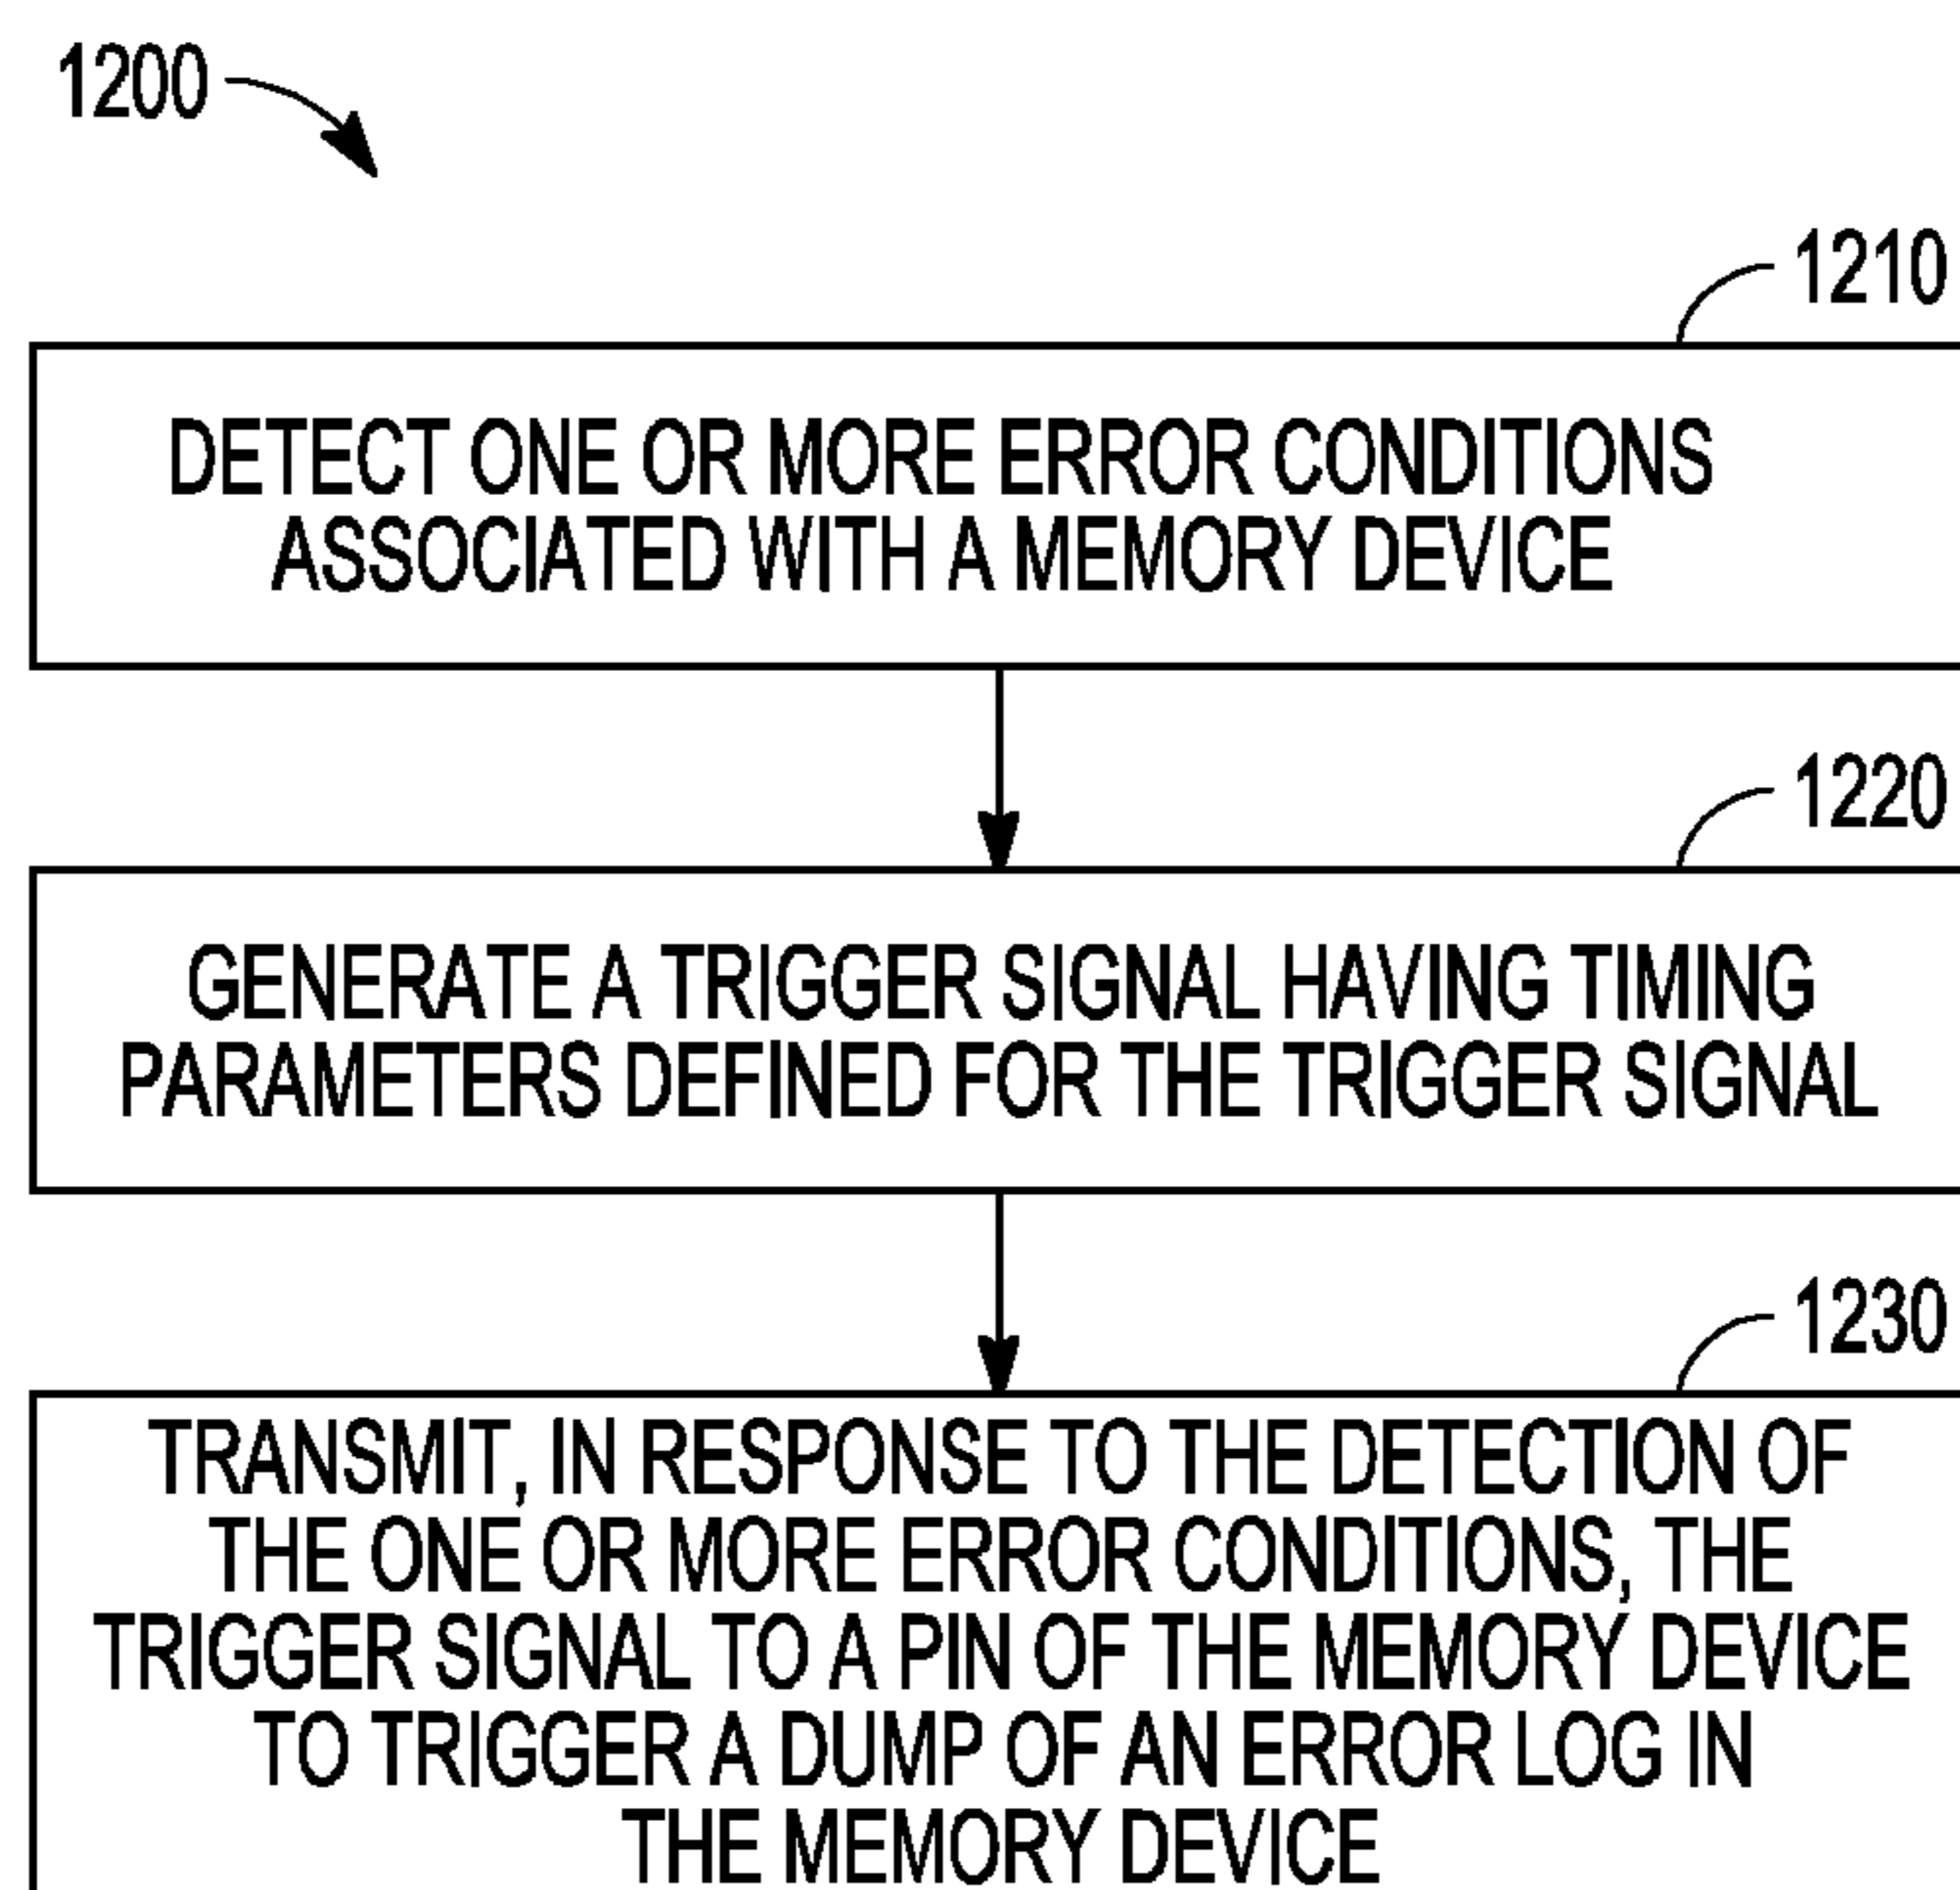 1200
1210
DETECT ONE OR MORE ERROR CONDITIONS
ASSOCIATED WITH A MEMORY DEVICE
1220
GENERATE A TRIGGER SIGNAL HAVING TIMING
PARAMETERS DEFINED FOR THE TRIGGER SIGNAL
1230
TRANSMIT, IN RESPONSE TO THE DETECTION OF
THE ONE OR MORE ERROR CONDITIONS, THE
TRIGGER SIGNAL TO A PIN OF THE MEMORY DEVICE
TO TRIGGER A DUMP OF AN ERROR LOG IN
THE MEMORY DEVICE